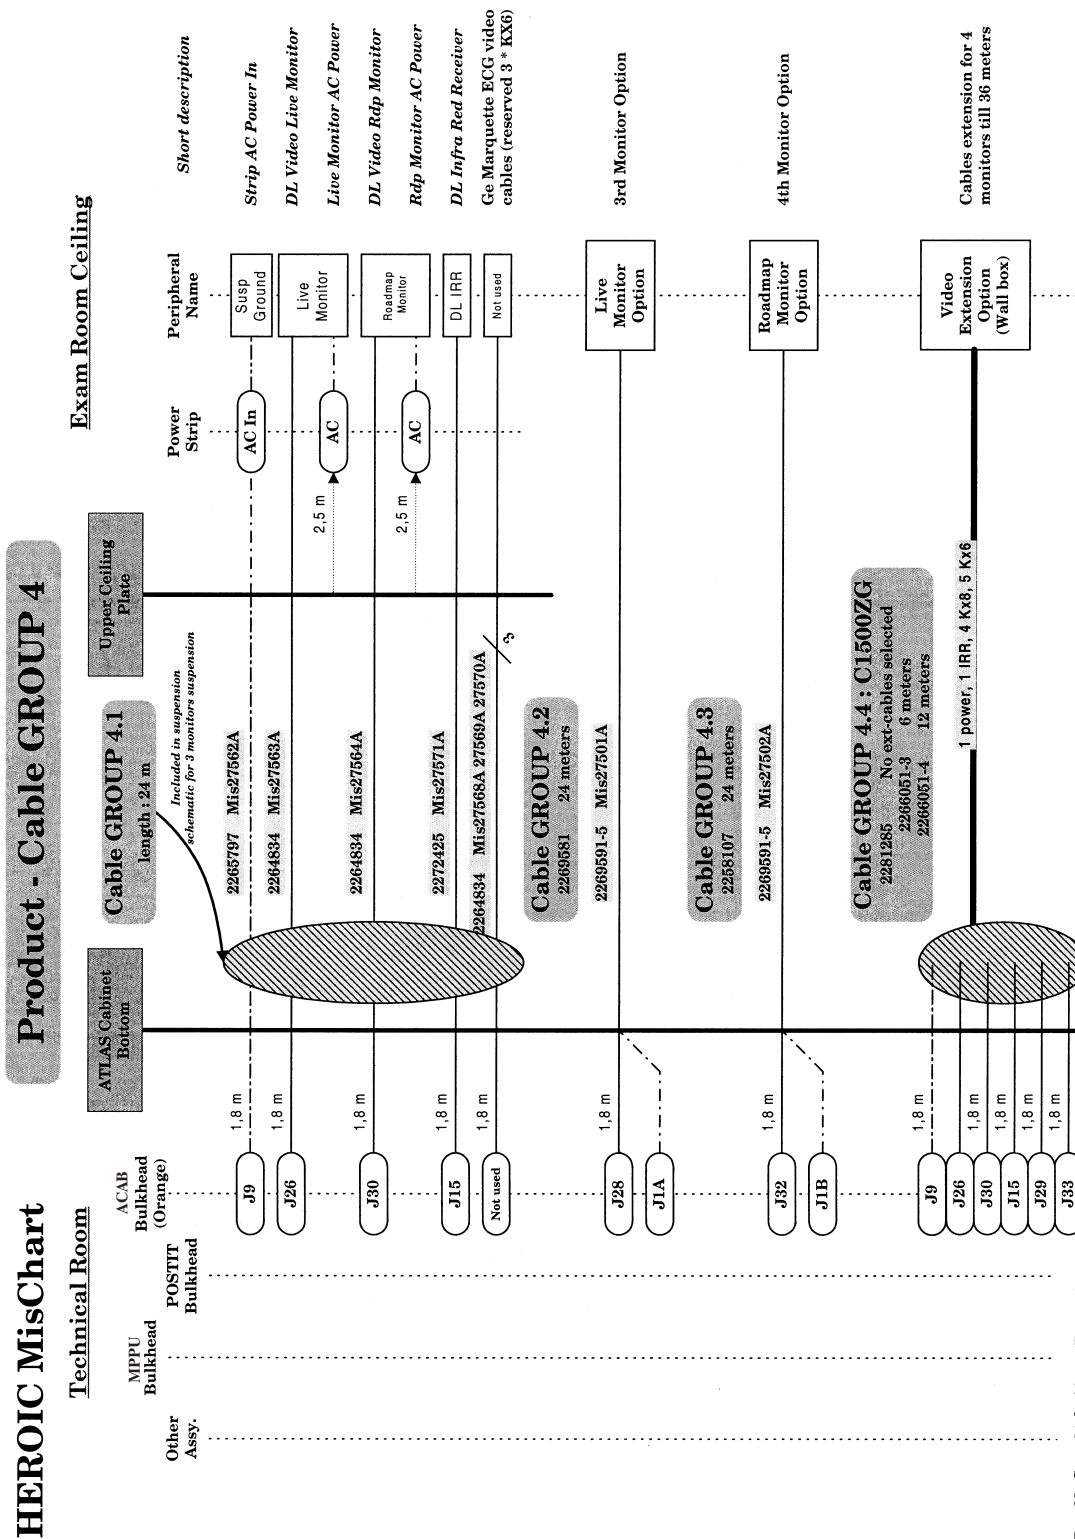 HEROIC MisChart
Product - Cable GROUP 4
Technical Room
Exam Room Ceiling
Other
Assy.
MPPU
Bulkhead
POSTIT
Bulkhead
ACAB
Bulkhead
(Orange)
ATLAS Cabinet
Bottom
Cable GROUP 4.1
length : 24 m
Included in suspension
schematic for 3 monitors suspension
Upper Ceiling
Plate
Power
Strip
Peripheral
Name
Short description
J9
1,8 m
2265797 Mis27562A
AC In
Susp
Ground
Strip AC Power In
J26
1,8 m
2264834 Mis27563A
Live
Monitor
DL Video Live Monitor
2,5 m
AC
Live Monitor AC Power
J30
1,8 m
2264834 Mis27564A
Roadmap
Monitor
DL Video Rdp Monitor
2,5 m
AC
Rdp Monitor AC Power
J15
1,8 m
2272425 Mis27571A
DL IRR
DL Infra Red Receiver
Not used
1,8 m
2264834 Mis27568A 27569A 27570A
3
Not used
Ge Marquette ECG video
cables (reserved 3 * KX6)
Cable GROUP 4.2
2269581 24 meters
J28
1,8 m
2269591-5 Mis27501A
Live
Monitor
Option
3rd Monitor Option
J1A
Cable GROUP 4.3
2258107 24 meters
J32
1,8 m
2269591-5 Mis27502A
Roadmap
Monitor
Option
4th Monitor Option
J1B
Cable GROUP 4.4 : C1500ZG
2281285 No ext-cables selected
2266051-3 6 meters
2266051-4 12 meters
J9
1,8 m
J26
1,8 m
J30
1,8 m
J15
1,8 m
J29
1,8 m
J33
1,8 m
1 power, 1 IRR, 4 Kx8, 5 Kx6
Video
Extension
Option
(Wall box)
Cables extension for 4
monitors till 36 meters